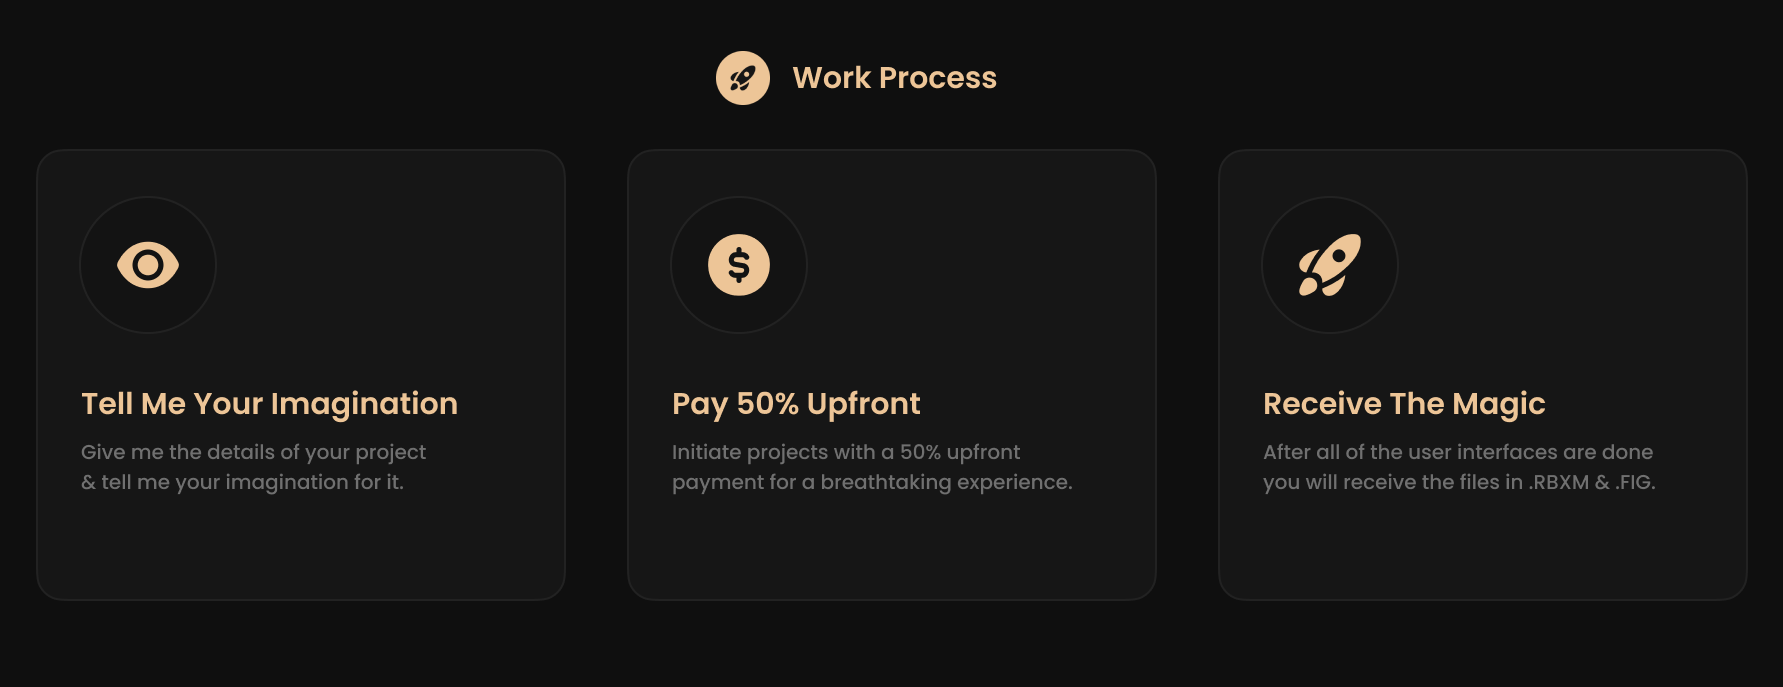 Work Process
Tell Me Your Imagination
Give me the details of your project
& tell me your imagination for it.
Pay 50% Upfront
Initiate projects with a 50% upfront
payment for a breathtaking experience.
Receive The Magic
After all of the user interfaces are done
you will receive the files in .RBXM & .FIG.